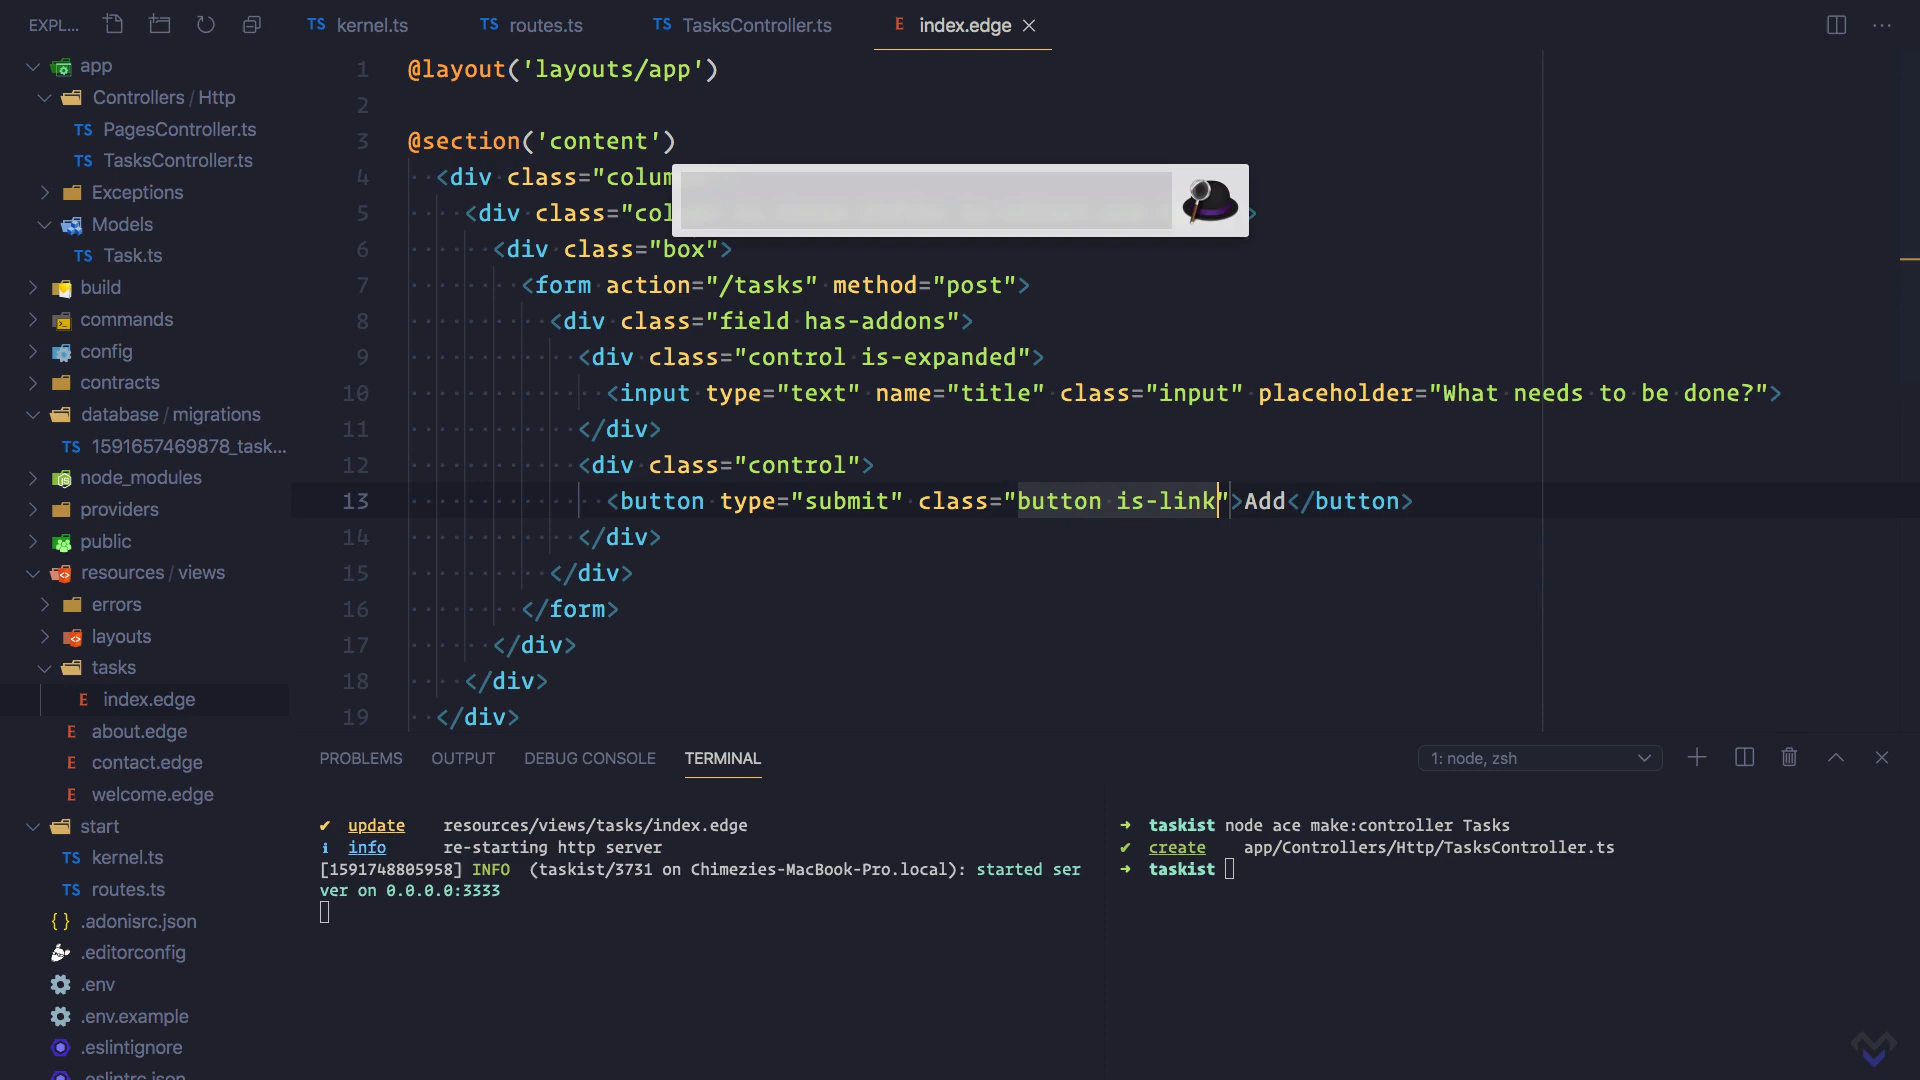 EXPL...
TS kernel.ts
TS routes.ts
TS TasksController.ts
E index.edge
app
Controllers / Http
TS PagesController.ts
TS TasksController.ts
Exceptions
Models
TS Task.ts
build
commands
config
contracts
database / migrations
TS 1591657469878_task...
node_modules
providers
public
resources / views
errors
layouts
tasks
E index.edge
E about.edge
E contact.edge
E welcome.edge
start
TS kernel.ts
TS routes.ts
{ } .adonisrc.json
.editorconfig
.env
.env.example
.eslintignore
.eslintrc.json
1 @layout('layouts/app')
2
3 @section('content')
4 <div class="colum
5 <div class="col >
6 <div class="box">
7 <form action="/tasks" method="post">
8 <div class="field has-addons">
9 <div class="control is-expanded">
10 <input type="text" name="title" class="input" placeholder="What needs to be done?">
11 </div>
12 <div class="control">
13 <button type="submit" class="button is-link">Add</button>
14 </div>
15 </div>
16 </form>
17 </div>
18 </div>
19 </div>
PROBLEMS OUTPUT DEBUG CONSOLE TERMINAL
1: node, zsh
✔ update resources/views/tasks/index.edge
ℹ info re-starting http server
[1591748805958] INFO (taskist/3731 on Chimezies-MacBook-Pro.local): started ser
ver on 0.0.0.0:3333
➜ taskist node ace make:controller Tasks
✔ create app/Controllers/Http/TasksController.ts
➜ taskist